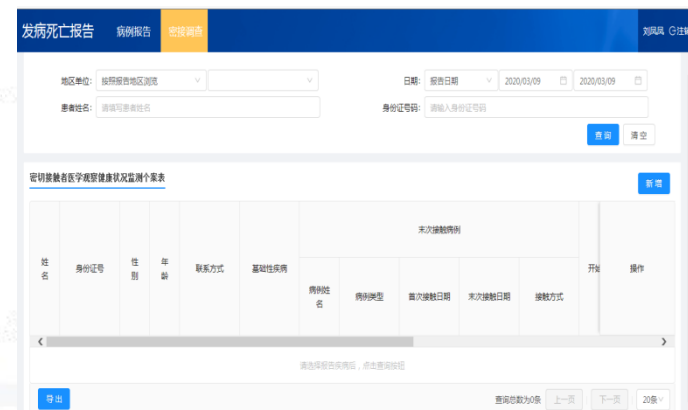 发病死亡报告 病例报告 密接调查 刘凤凤 注销
地区单位: 按照报告地区浏览 日期: 报告日期 2020/03/09 2020/03/09
患者姓名: 请填写患者姓名 身份证号码: 请输入身份证号码
查 询 清 空
密切接触者医学观察健康状况监测个案表 新 增
末次接触病例
姓名 身份证号 性别 年龄 联系方式 基础性疾病 开始 操作
病例姓名 病例类型 首次接触日期 末次接触日期 接触方式
请选择报告疾病后，点击查询按钮
导 出 查询总数为0条 上一页 下一页 20条